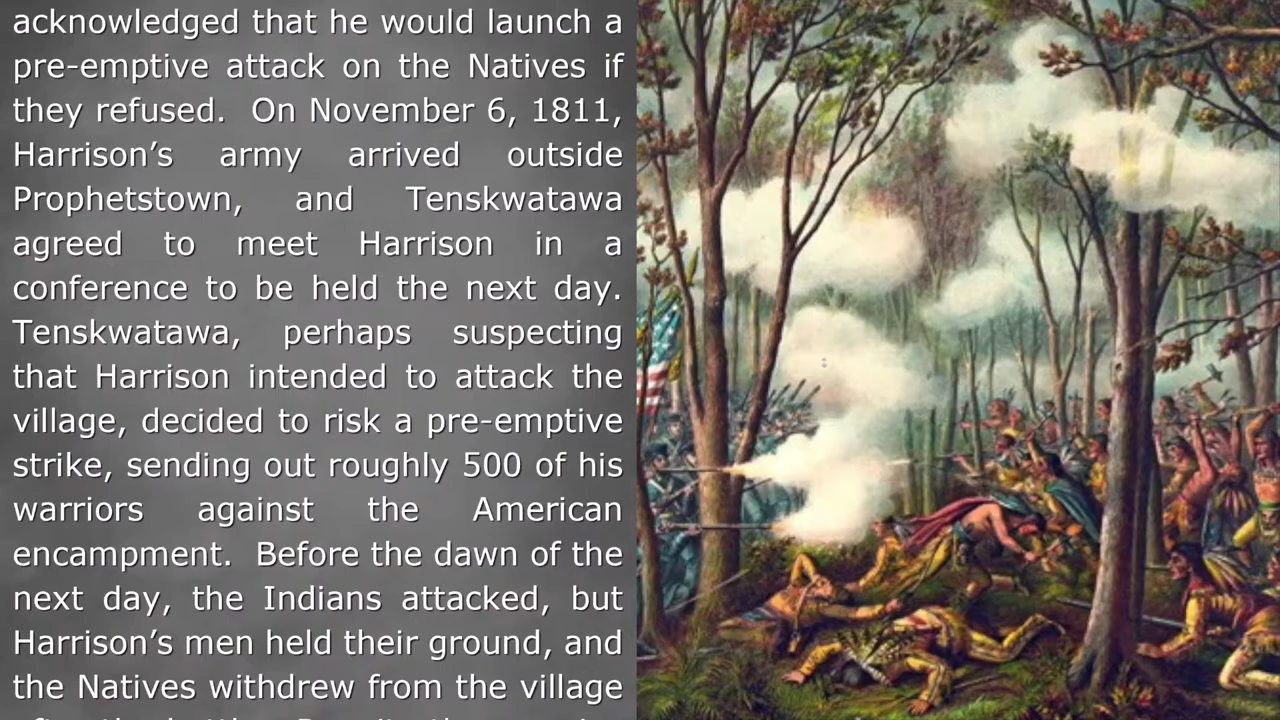 acknowledged that he would launch a
pre-emptive attack on the Natives if
they refused.  On November 6, 1811,
Harrison’s army arrived outside
Prophetstown, and Tenskwatawa
agreed to meet Harrison in a
conference to be held the next day.
Tenskwatawa, perhaps suspecting
that Harrison intended to attack the
village, decided to risk a pre-emptive
strike, sending out roughly 500 of his
warriors against the American
encampment.  Before the dawn of the
next day, the Indians attacked, but
Harrison’s men held their ground, and
the Natives withdrew from the village